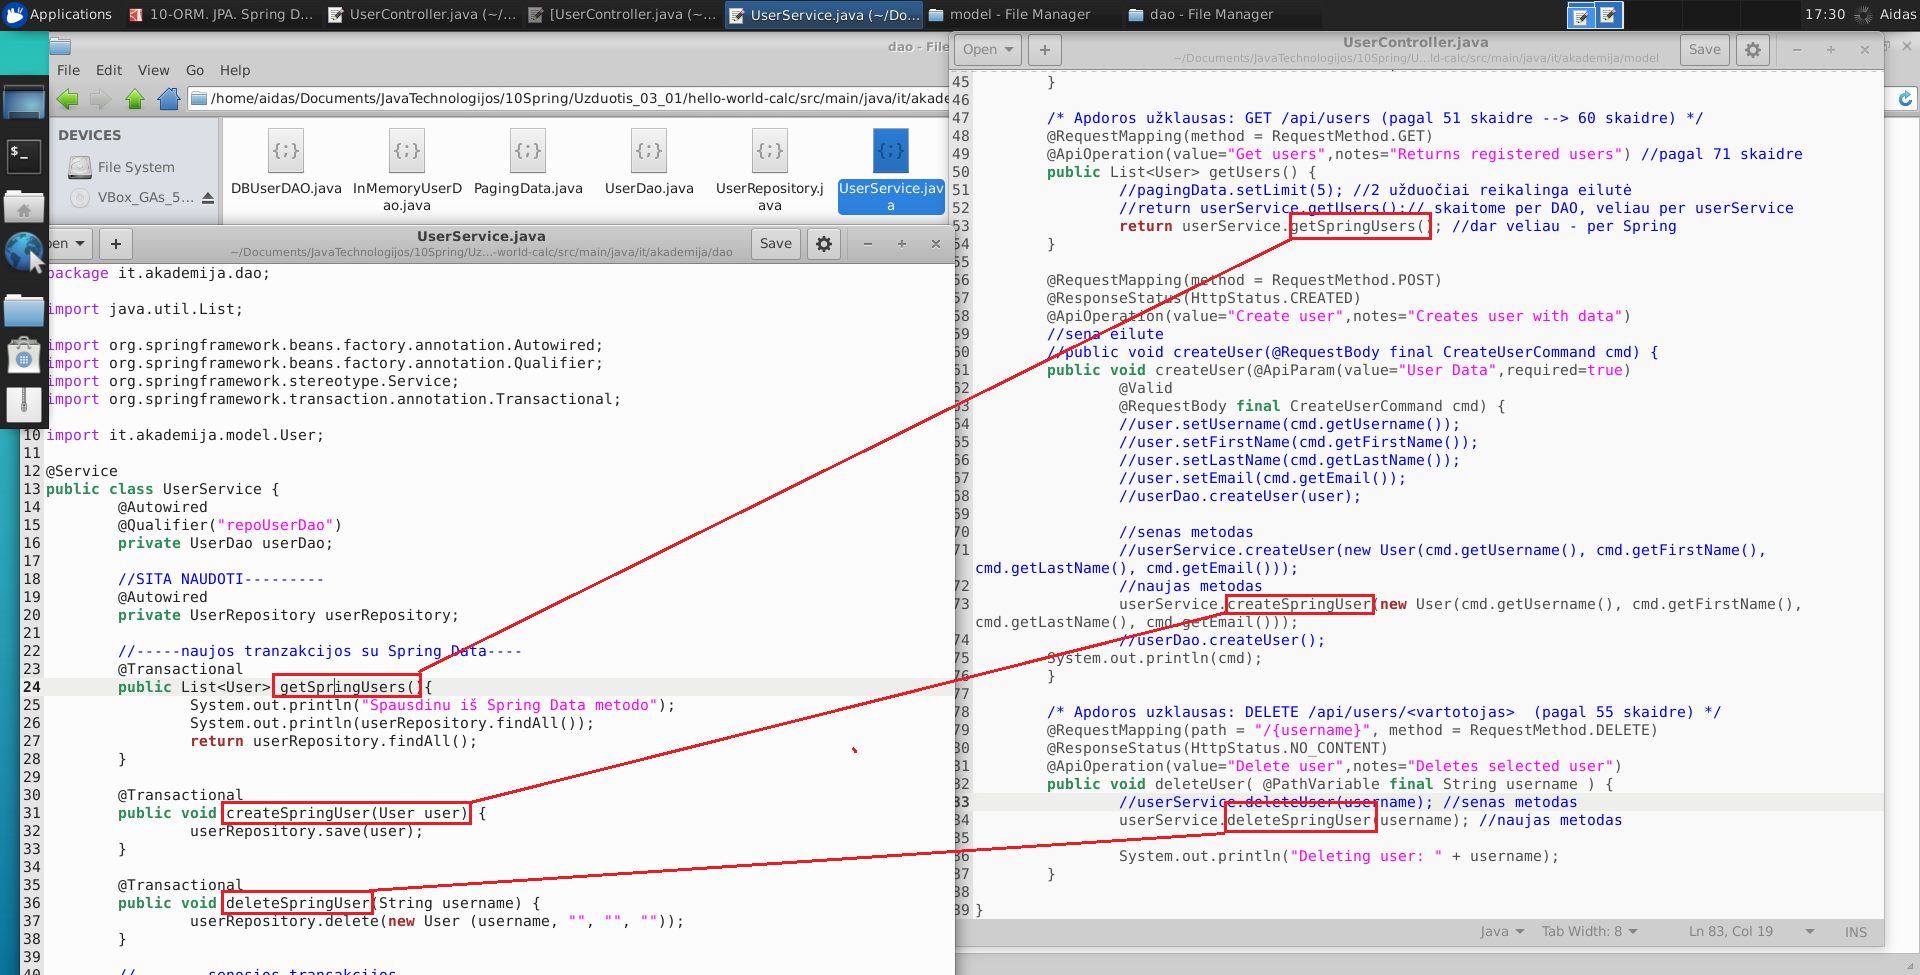 Applications
10-ORM. JPA. Spring D...
UserController.java (~/...
[UserController.java (~...
UserService.java (~/Do...
model - File Manager
dao - File Manager
17:30
Aidas
dao - File
File Edit View Go Help
/home/aidas/Documents/JavaTechnologijos/10Spring/Uzduotis_03_01/hello-world-calc/src/main/java/it/akade
DEVICES
File System
VBox_GAs_5...
DBUserDAO.java
InMemoryUserD
ao.java
PagingData.java
UserDao.java
UserRepository.j
ava
UserService.jav
a
pen
+
UserService.java
~/Documents/JavaTechnologijos/10Spring/Uz...-world-calc/src/main/java/it/akademija/dao
Save
package it.akademija.dao;
import java.util.List;
import org.springframework.beans.factory.annotation.Autowired;
import org.springframework.beans.factory.annotation.Qualifier;
import org.springframework.stereotype.Service;
import org.springframework.transaction.annotation.Transactional;
10 import it.akademija.model.User;
11
12 @Service
13 public class UserService {
14 @Autowired
15 @Qualifier("repoUserDao")
16 private UserDao userDao;
17
18 //SITA NAUDOTI---------
19 @Autowired
20 private UserRepository userRepository;
21
22 //-----naujos tranzakcijos su Spring Data----
23 @Transactional
24 public List<User> getSpringUsers(){
25 System.out.println("Spausdinu iš Spring Data metodo");
26 System.out.println(userRepository.findAll());
27 return userRepository.findAll();
28 }
29
30 @Transactional
31 public void createSpringUser(User user) {
32 userRepository.save(user);
33 }
34
35 @Transactional
36 public void deleteSpringUser(String username) {
37 userRepository.delete(new User (username, "", "", ""));
38 }
39
Open
+
UserController.java
~/Documents/JavaTechnologijos/10Spring/U...ld-calc/src/main/java/it/akademija/model
Save
45 }
46
47 /* Apdoros užklausas: GET /api/users (pagal 51 skaidre --> 60 skaidre) */
48 @RequestMapping(method = RequestMethod.GET)
49 @ApiOperation(value="Get users",notes="Returns registered users") //pagal 71 skaidre
50 public List<User> getUsers() {
51 //pagingData.setLimit(5); //2 užduočiai reikalinga eilutė
52 //return userService.getUsers();// skaitome per DAO, veliau per userService
53 return userService.getSpringUsers(); //dar veliau - per Spring
54 }
55
56 @RequestMapping(method = RequestMethod.POST)
57 @ResponseStatus(HttpStatus.CREATED)
58 @ApiOperation(value="Create user",notes="Creates user with data")
59 //sena eilute
60 //public void createUser(@RequestBody final CreateUserCommand cmd) {
61 public void createUser(@ApiParam(value="User Data",required=true)
62 @Valid
63 @RequestBody final CreateUserCommand cmd) {
64 //user.setUsername(cmd.getUsername());
65 //user.setFirstName(cmd.getFirstName());
66 //user.setLastName(cmd.getLastName());
67 //user.setEmail(cmd.getEmail());
68 //userDao.createUser(user);
69
70 //senas metodas
71 //userService.createUser(new User(cmd.getUsername(), cmd.getFirstName(),
cmd.getLastName(), cmd.getEmail()));
72 //naujas metodas
73 userService.createSpringUser(new User(cmd.getUsername(), cmd.getFirstName(),
cmd.getLastName(), cmd.getEmail()));
74 //userDao.createUser();
75 System.out.println(cmd);
76 }
77
78 /* Apdoros uzklausas: DELETE /api/users/<vartotojas> (pagal 55 skaidre) */
79 @RequestMapping(path = "/{username}", method = RequestMethod.DELETE)
80 @ResponseStatus(HttpStatus.NO_CONTENT)
81 @ApiOperation(value="Delete user",notes="Deletes selected user")
82 public void deleteUser( @PathVariable final String username ) {
83 //userService.deleteUser(username); //senas metodas
84 userService.deleteSpringUser(username); //naujas metodas
85
86 System.out.println("Deleting user: " + username);
87 }
88
89 }
Java
Tab Width: 8
Ln 83, Col 19
INS